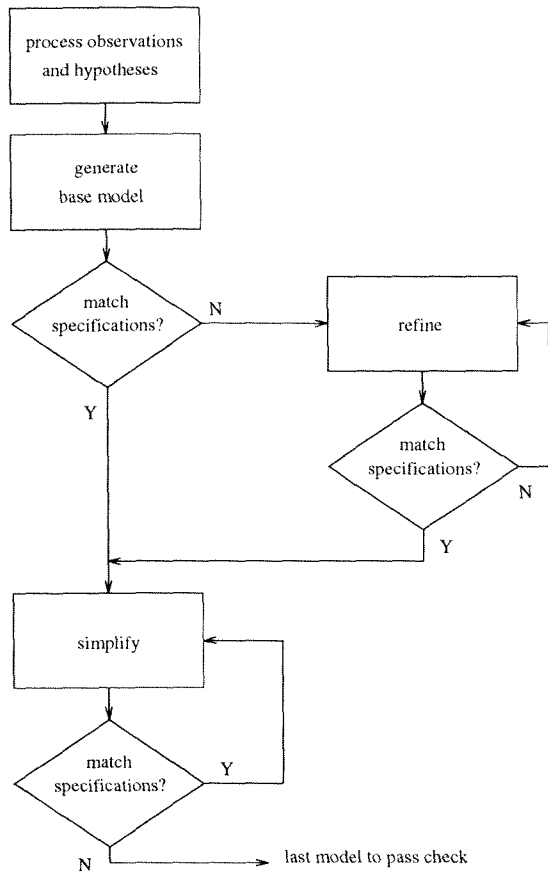 process observations
and hypotheses
generate
base model
match
specifications?
N
refine
Y
match
specifications?
N
Y
simplify
match
specifications?
Y
N
last model to pass check